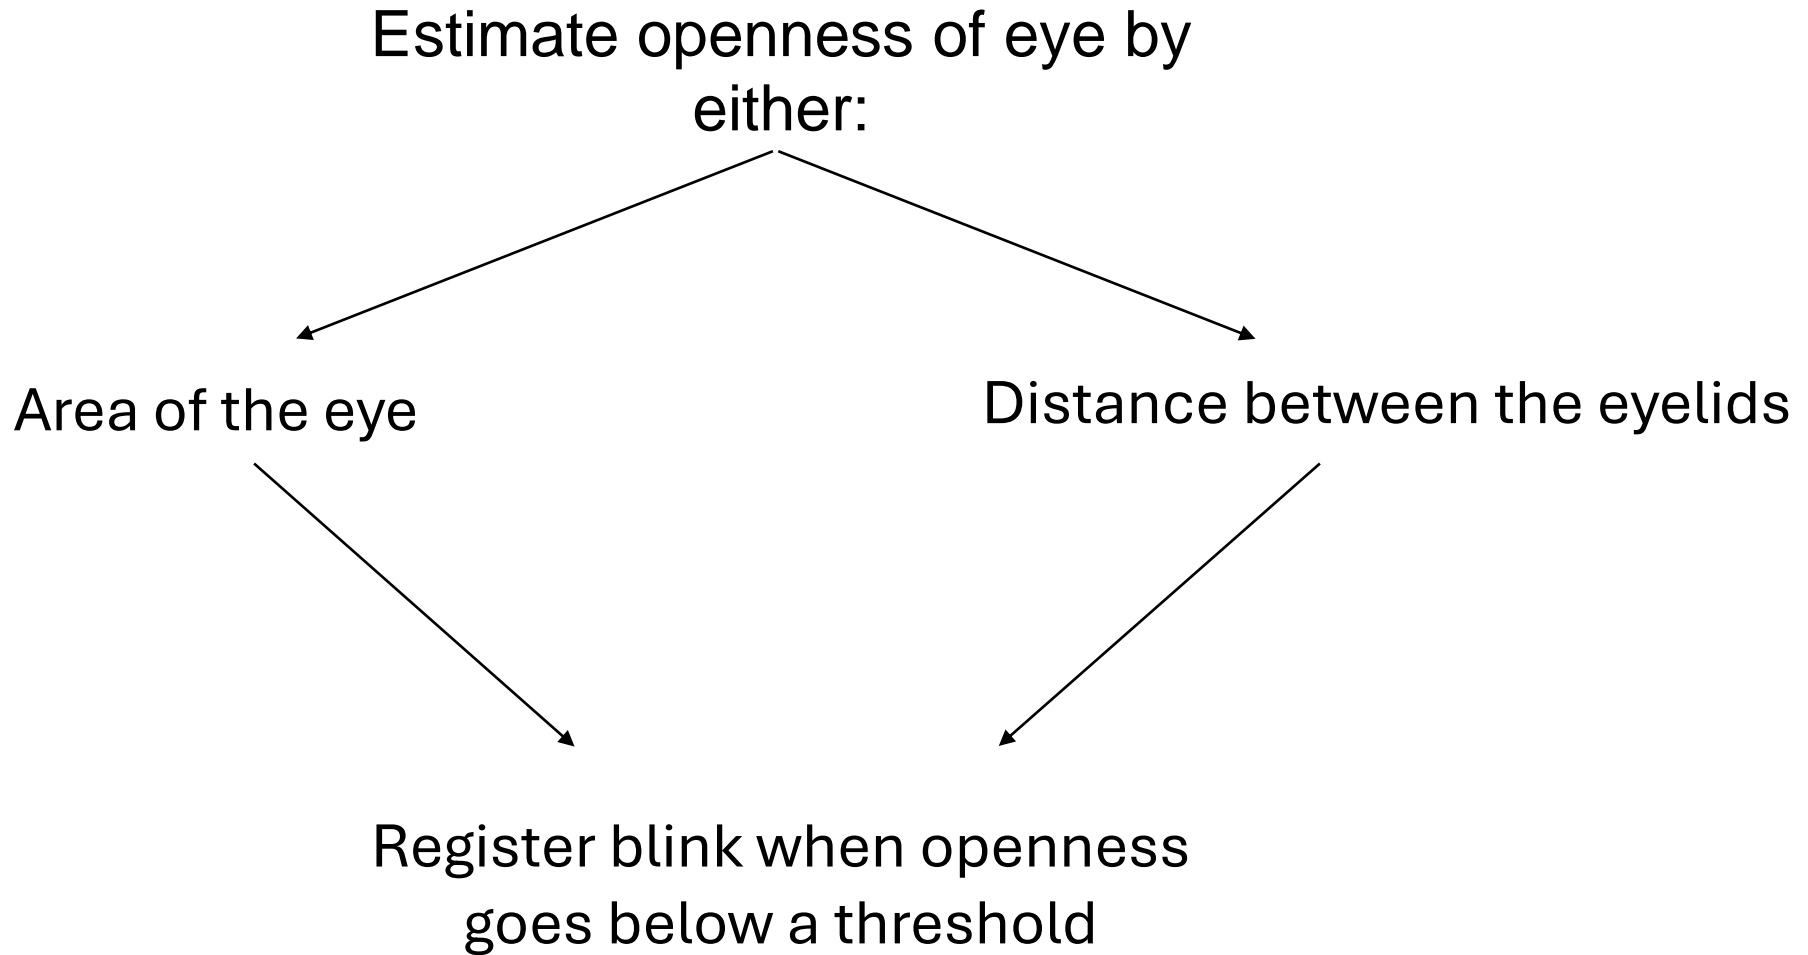 Estimate openness of eye by
either:
Area of the eye
Distance between the eyelids
Register blink when openness
goes below a threshold